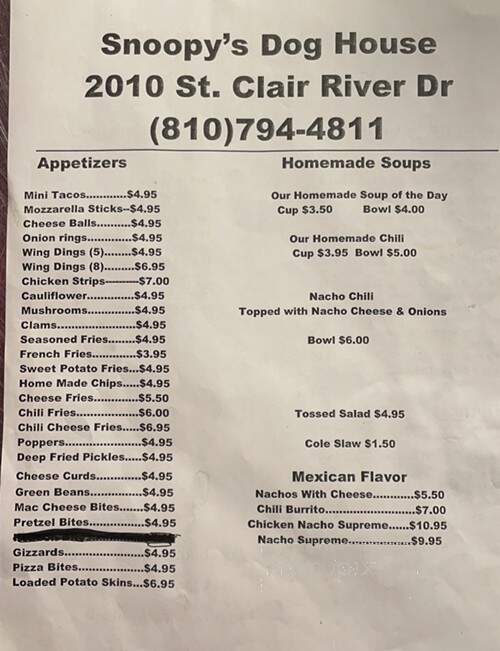 Snoopy's Dog House
2010 St. Clair River Dr
(810)794-4811
Appetizers
Mini Tacos............$4.95
Mozzarella Sticks--$4.95
Cheese Balls..........$4.95
Onion rings.............$4.95
Wing Dings (5)........$4.95
Wing Dings (8).........$6.95
Chicken Strips---------$7.00
Cauliflower..............$4.95
Mushrooms..............$4.95
Clams.......................$4.95
Seasoned Fries........$4.95
French Fries.............$3.95
Sweet Potato Fries...$4.95
Home Made Chips.....$4.95
Cheese Fries.............$5.50
Chili Fries..................$6.00
Chili Cheese Fries.....$6.95
Poppers.......................$4.95
Deep Fried Pickles.....$4.95
Cheese Curds.............$4.95
Green Beans...............$4.95
Mac Cheese Bites.......$4.95
Pretzel Bites................$4.95
Gizzards.......................$4.95
Pizza Bites...................$4.95
Loaded Potato Skins...$6.95
Homemade Soups
Our Homemade Soup of the Day
Cup $3.50 Bowl $4.00
Our Homemade Chili
Cup $3.95 Bowl $5.00
Nacho Chili
Topped with Nacho Cheese & Onions
Bowl $6.00
Tossed Salad $4.95
Cole Slaw $1.50
Mexican Flavor
Nachos With Cheese............$5.50
Chili Burrito..........................$7.00
Chicken Nacho Supreme......$10.95
Nacho Supreme...................$9.95